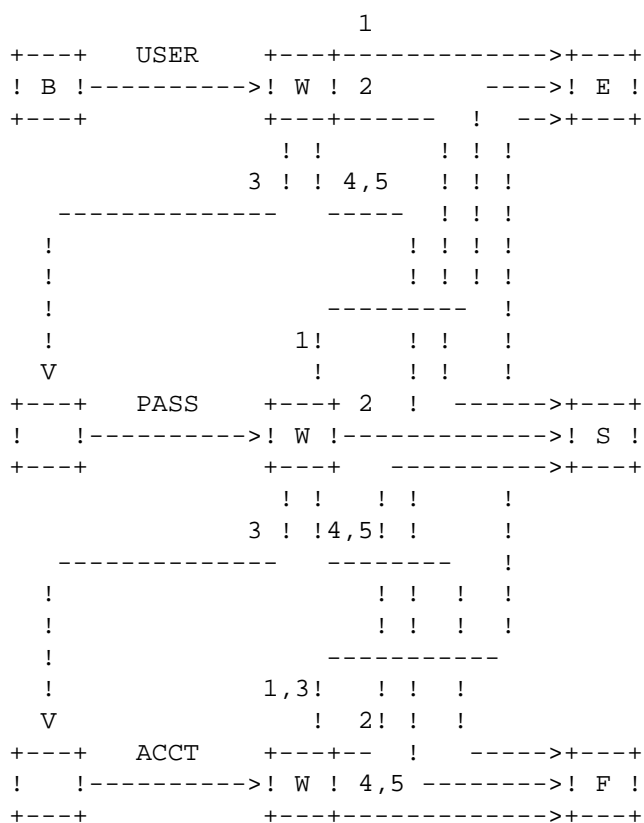 1
+---+   USER    +---+------------->+---+
! B !---------->! W ! 2       ---->! E !
+---+           +---+------  !  -->+---+
                 ! !       ! ! !
               3 ! ! 4,5   ! ! !
   --------------   -----  ! ! !
  !                      ! ! ! !
  !                      ! ! ! !
  !                 ---------  !
  !               1!     ! !   !
  V                !     ! !   !
+---+   PASS    +---+ 2  !  ------>+---+
!   !---------->! W !------------->! S !
+---+           +---+   ---------->+---+
                 ! !   ! !     !
               3 ! !4,5! !     !
   --------------   --------   !
  !                    ! !  !  !
  !                    ! !  !  !
  !                 -----------
  !             1,3!   ! !  !
  V                !  2! !  !
+---+   ACCT    +---+--  !   ----->+---+
!   !---------->! W ! 4,5 -------->! F !
+---+           +---+------------->+---+